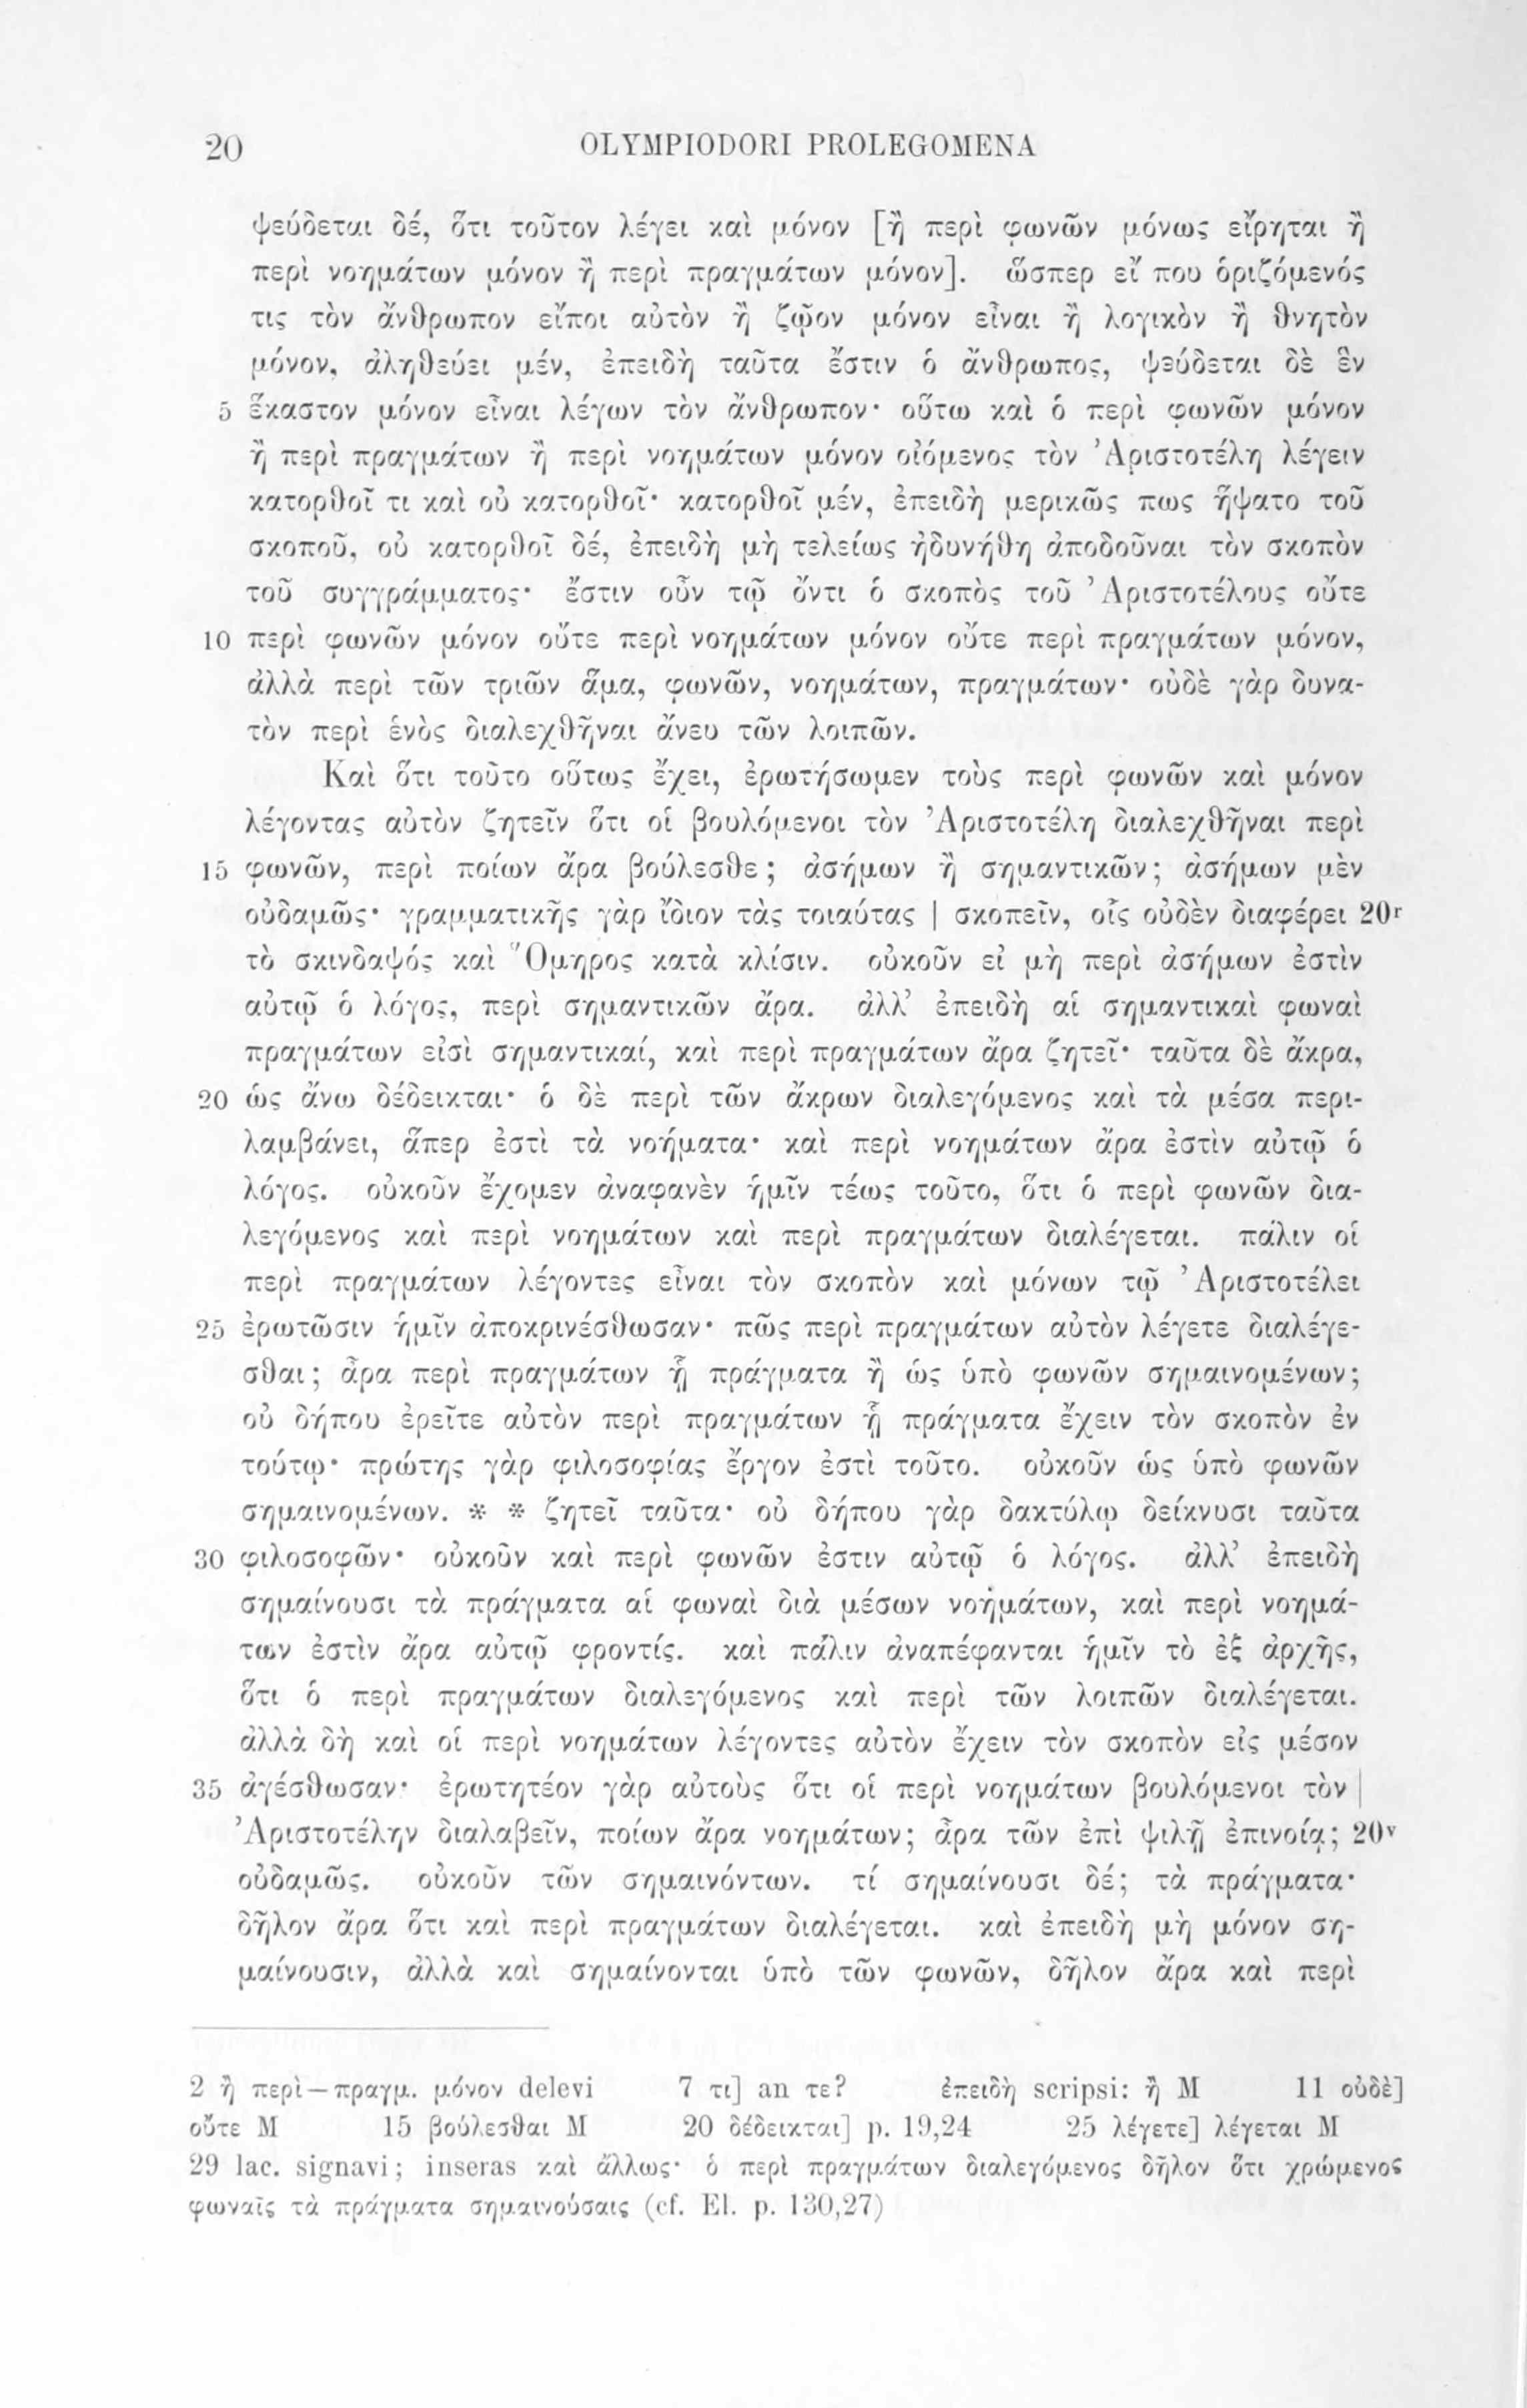 20 OLYMPIODORI PROLEGOMENA
ψεύδεται δέ, ὅτι τοῦτον λέγει καὶ μόνον [ἢ περὶ φωνῶν μόνως εἴρηται ἢ
περὶ νοημάτων μόνον ἢ περὶ πραγμάτων μόνον]. ὥσπερ εἴ που ὁριζόμενός
τις τὸν ἄνθρωπον εἴποι αὐτὸν ἢ ζῷον μόνον εἶναι ἢ λογικὸν ἢ θνητὸν
μόνον, ἀληθεύει μέν, ἐπειδὴ ταῦτα ἔστιν ὁ ἄνθρωπος, ψεύδεται δὲ ἓν
5 ἕκαστον μόνον εἶναι λέγων τὸν ἄνθρωπον· οὕτω καὶ ὁ περὶ φωνῶν μόνον
ἢ περὶ πραγμάτων ἢ περὶ νοημάτων μόνον οἰόμενος τὸν Ἀριστοτέλη λέγειν
κατορθοῖ τι καὶ οὐ κατορθοῖ· κατορθοῖ μέν, ἐπειδὴ μερικῶς πως ἥψατο τοῦ
σκοποῦ, οὐ κατορθοῖ δέ, ἐπειδὴ μὴ τελείως ἠδυνήθη ἀποδοῦναι τὸν σκοπὸν
τοῦ συγγράμματος· ἔστιν οὖν τῷ ὄντι ὁ σκοπὸς τοῦ Ἀριστοτέλους οὔτε
10 περὶ φωνῶν μόνον οὔτε περὶ νοημάτων μόνον οὔτε περὶ πραγμάτων μόνον,
ἀλλὰ περὶ τῶν τριῶν ἅμα, φωνῶν, νοημάτων, πραγμάτων· οὐδὲ γὰρ δυνα-
τὸν περὶ ἑνὸς διαλεχθῆναι ἄνευ τῶν λοιπῶν.
Καὶ ὅτι τοῦτο οὕτως ἔχει, ἐρωτήσωμεν τοὺς περὶ φωνῶν καὶ μόνον
λέγοντας αὐτὸν ζητεῖν ὅτι οἱ βουλόμενοι τὸν Ἀριστοτέλη διαλεχθῆναι περὶ
15 φωνῶν, περὶ ποίων ἄρα βούλεσθε; ἀσήμων ἢ σημαντικῶν; ἀσήμων μὲν
οὐδαμῶς· γραμματικῆς γὰρ ἴδιον τὰς τοιαύτας | σκοπεῖν, οἷς οὐδὲν διαφέρει 20r
τὸ σκινδαψός καὶ Ὅμηρος κατὰ κλίσιν. οὐκοῦν εἰ μὴ περὶ ἀσήμων ἐστὶν
αὐτῷ ὁ λόγος, περὶ σημαντικῶν ἄρα. ἀλλ’ ἐπειδὴ αἱ σημαντικαὶ φωναὶ
πραγμάτων εἰσὶ σημαντικαί, καὶ περὶ πραγμάτων ἄρα ζητεῖ· ταῦτα δὲ ἄκρα,
20 ὡς ἄνω δέδεικται· ὁ δὲ περὶ τῶν ἄκρων διαλεγόμενος καὶ τὰ μέσα περι-
λαμβάνει, ἅπερ ἐστὶ τὰ νοήματα· καὶ περὶ νοημάτων ἄρα ἐστὶν αὐτῷ ὁ
λόγος. οὐκοῦν ἔχομεν ἀναφανὲν ἡμῖν τέως τοῦτο, ὅτι ὁ περὶ φωνῶν δια-
λεγόμενος καὶ περὶ νοημάτων καὶ περὶ πραγμάτων διαλέγεται. πάλιν οἱ
περὶ πραγμάτων λέγοντες εἶναι τὸν σκοπὸν καὶ μόνων τῷ Ἀριστοτέλει
25 ἐρωτῶσιν ἡμῖν ἀποκρινέσθωσαν· πῶς περὶ πραγμάτων αὐτὸν λέγετε διαλέγε-
σθαι; ἆρα περὶ πραγμάτων ᾗ πράγματα ἢ ὡς ὑπὸ φωνῶν σημαινομένων;
οὐ δήπου ἐρεῖτε αὐτὸν περὶ πραγμάτων ᾗ πράγματα ἔχειν τὸν σκοπὸν ἐν
τούτῳ· πρώτης γὰρ φιλοσοφίας ἔργον ἐστὶ τοῦτο. οὐκοῦν ὡς ὑπὸ φωνῶν
σημαινομένων. * * ζητεῖ ταῦτα· οὐ δήπου γὰρ δακτύλῳ δείκνυσι ταῦτα
30 φιλοσοφῶν· οὐκοῦν καὶ περὶ φωνῶν ἐστιν αὐτῷ ὁ λόγος. ἀλλ’ ἐπειδὴ
σημαίνουσι τὰ πράγματα αἱ φωναὶ διὰ μέσων νοημάτων, καὶ περὶ νοημά-
των ἐστὶν ἄρα αὐτῷ φροντίς. καὶ πάλιν ἀναπέφανται ἡμῖν τὸ ἐξ ἀρχῆς,
ὅτι ὁ περὶ πραγμάτων διαλεγόμενος καὶ περὶ τῶν λοιπῶν διαλέγεται.
ἀλλὰ δὴ καὶ οἱ περὶ νοημάτων λέγοντες αὐτὸν ἔχειν τὸν σκοπὸν εἰς μέσον
35 ἀγέσθωσαν· ἐρωτητέον γὰρ αὐτοὺς ὅτι οἱ περὶ νοημάτων βουλόμενοι τὸν |
Ἀριστοτέλην διαλαβεῖν, ποίων ἄρα νοημάτων; ἆρα τῶν ἐπὶ ψιλῇ ἐπινοίᾳ; 20v
οὐδαμῶς. οὐκοῦν τῶν σημαινόντων. τί σημαίνουσι δέ; τὰ πράγματα·
δῆλον ἄρα ὅτι καὶ περὶ πραγμάτων διαλέγεται. καὶ ἐπειδὴ μὴ μόνον ση-
μαίνουσιν, ἀλλὰ καὶ σημαίνονται ὑπὸ τῶν φωνῶν, δῆλον ἄρα καὶ περὶ
2 ἢ περὶ—πραγμ. μόνον delevi 7 τι] an τε? ἐπειδὴ scripsi: ἢ M 11 οὐδὲ]
οὔτε M 15 βούλεσθαι M 20 δέδεικται] p. 19,24 25 λέγετε] λέγεται M
29 lac. signavi; inseras καὶ ἄλλως· ὁ περὶ πραγμάτων διαλεγόμενος δῆλον ὅτι χρώμενος
φωναῖς τὰ πράγματα σημαινούσαις (cf. El. p. 130,27)